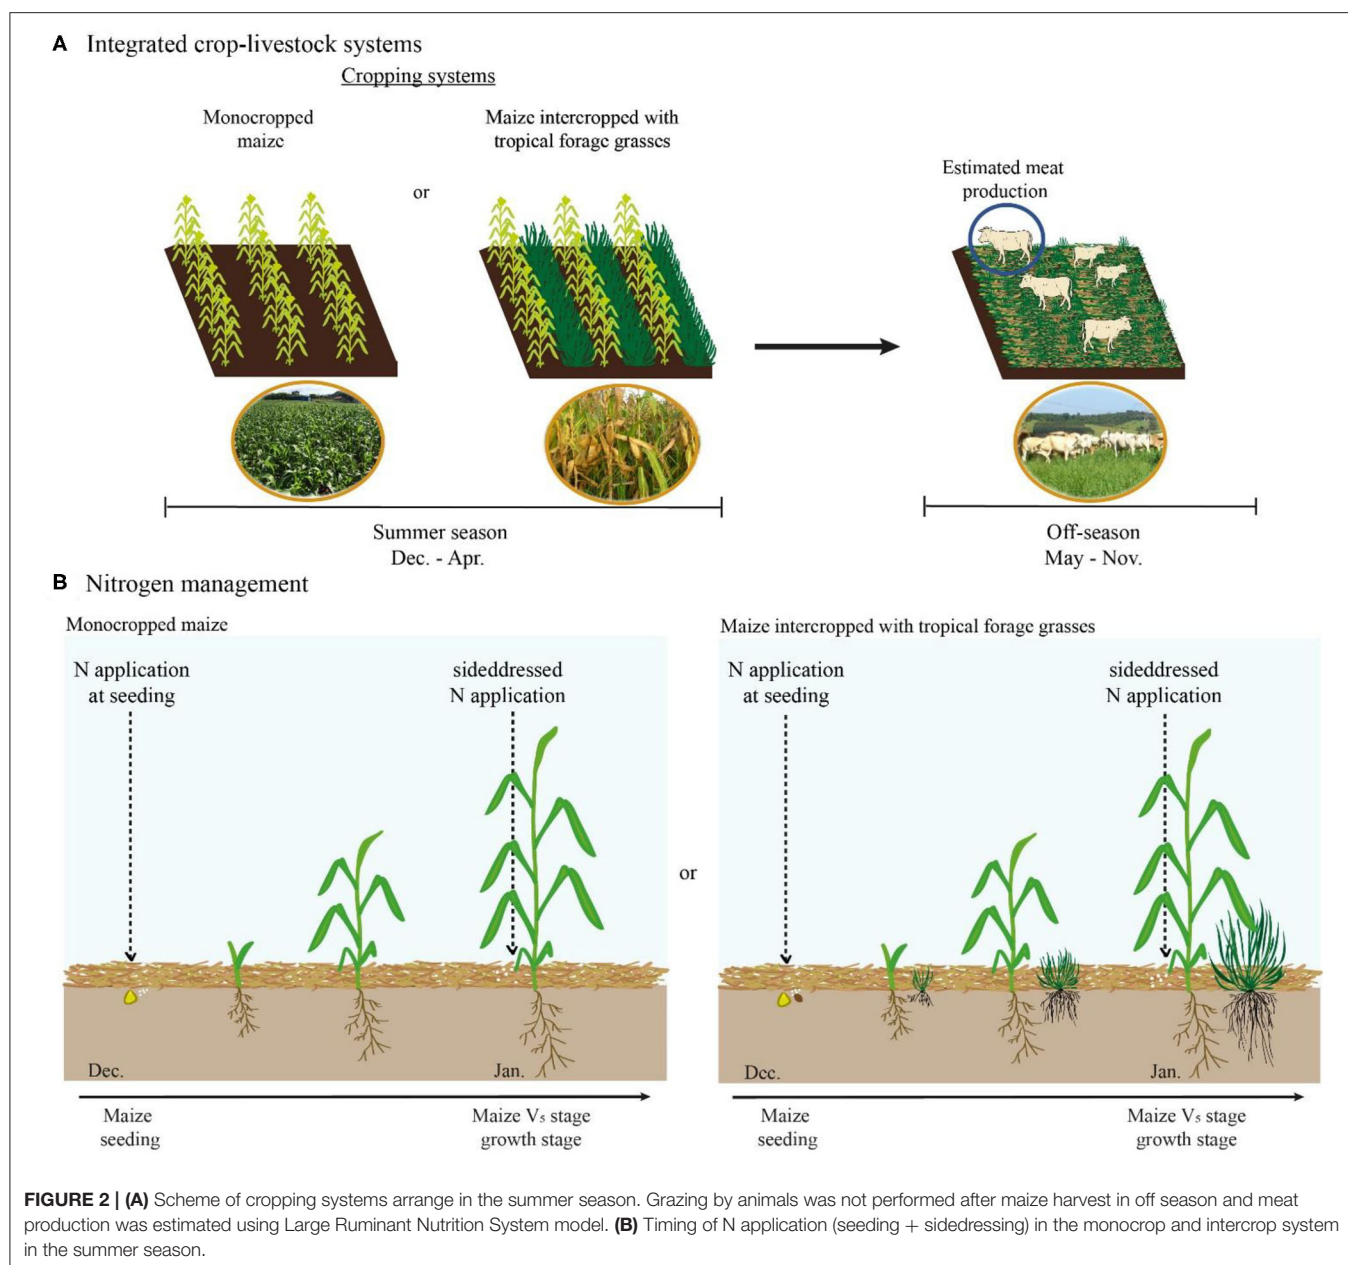 A Integrated crop-livestock systems
Cropping systems
Monocropped
maize
or
Maize intercropped with
tropical forage grasses
Estimated meat
production
Summer season
Dec. - Apr.
Off-season
May - Nov.
B Nitrogen management
Monocropped maize
N application
at seeding
sideddressed
N application
Dec.
Jan.
Maize
seeding
Maize V₅ stage
growth stage
or
Maize intercropped with tropical forage grasses
N application
at seeding
sideddressed
N application
Dec.
Jan.
Maize
seeding
Maize V₅ stage
growth stage
FIGURE 2 | (A) Scheme of cropping systems arrange in the summer season. Grazing by animals was not performed after maize harvest in off season and meat
production was estimated using Large Ruminant Nutrition System model. (B) Timing of N application (seeding + sidedressing) in the monocrop and intercrop system
in the summer season.